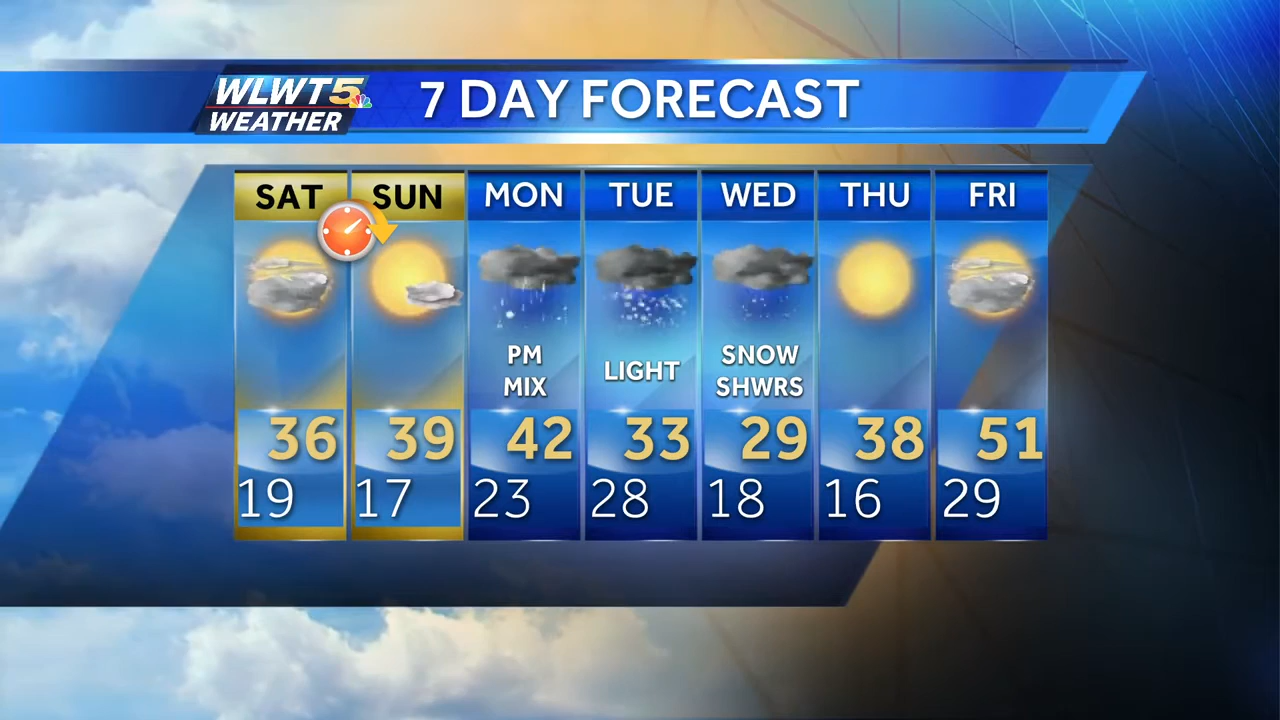 WLWT5
WEATHER
7 DAY FORECAST
SAT SUN MON TUE WED THU FRI
PM
MIX
LIGHT
SNOW
SHWRS
36 39 42 33 29 38 51
19 17 23 28 18 16 29